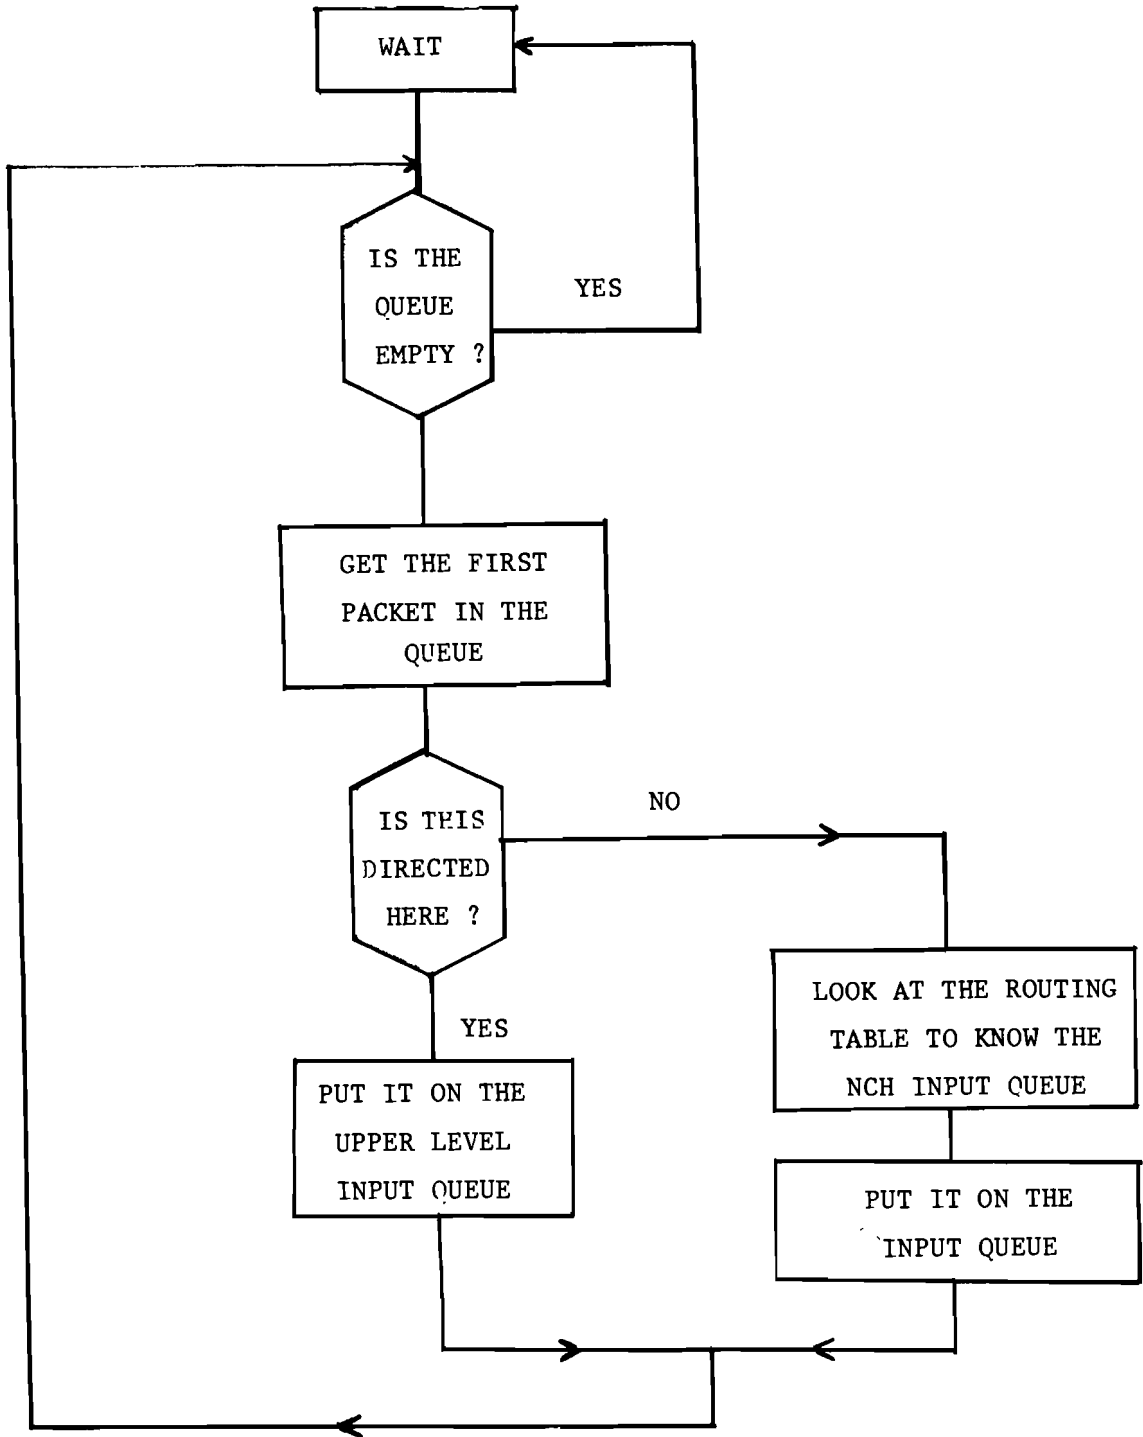 WAIT
IS THE
QUEUE
EMPTY ?
YES
GET THE FIRST
PACKET IN THE
QUEUE
IS THIS
DIRECTED
HERE ?
NO
YES
PUT IT ON THE
UPPER LEVEL
INPUT QUEUE
LOOK AT THE ROUTING
TABLE TO KNOW THE
NCH INPUT QUEUE
PUT IT ON THE
INPUT QUEUE